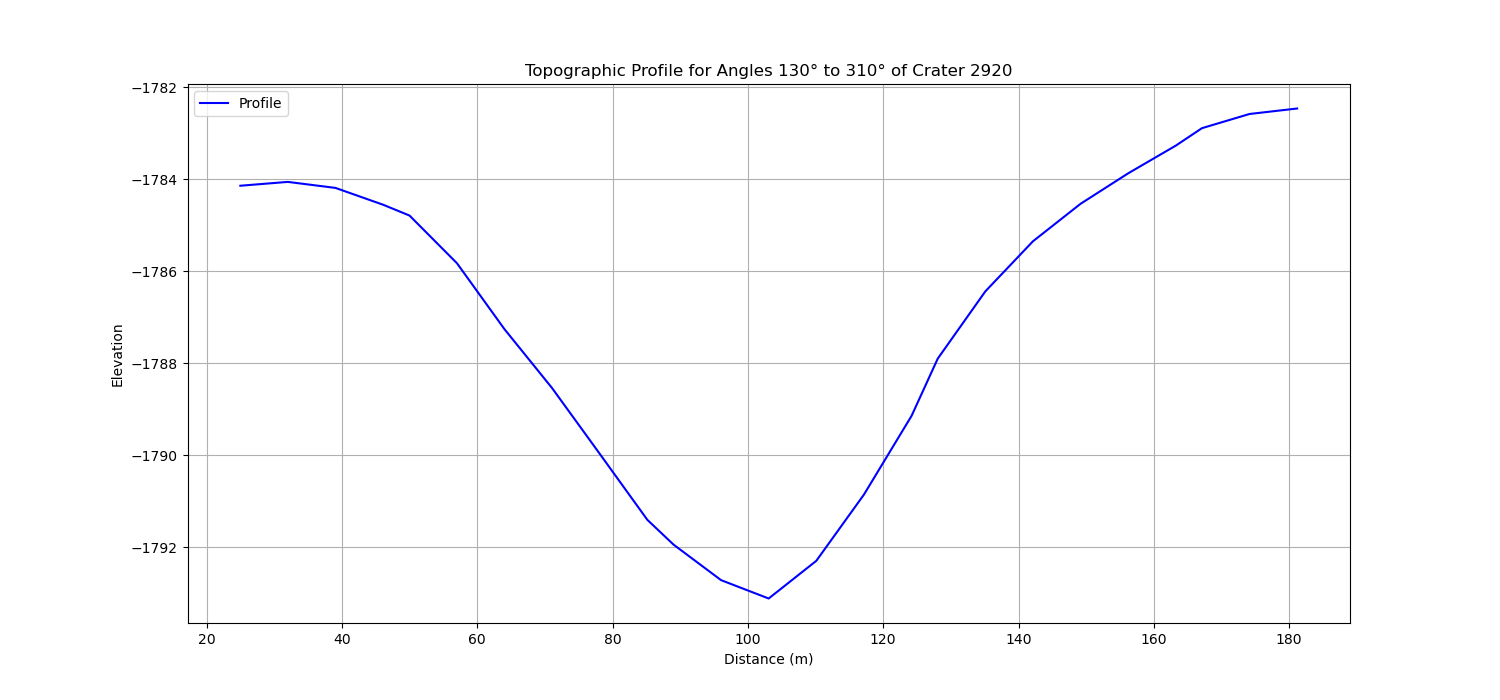 Topographic Profile for Angles 130° to 310° of Crater 2920
Profile
−1782
−1784
−1786
−1788
−1790
−1792
Elevation
20 40 60 80 100 120 140 160 180
Distance (m)